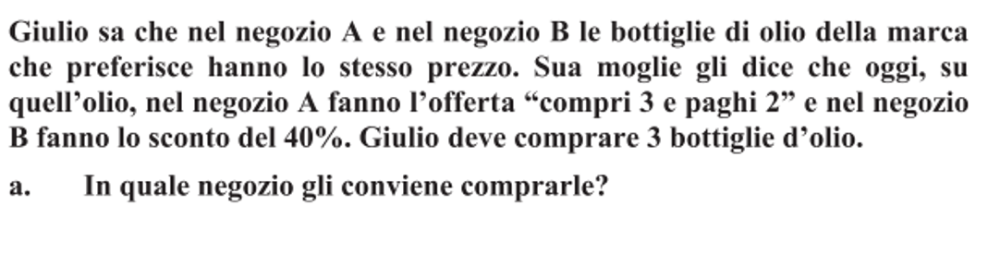 Giulio sa che nel negozio A e nel negozio B le bottiglie di olio della marca
che preferisce hanno lo stesso prezzo. Sua moglie gli dice che oggi, su
quell’olio, nel negozio A fanno l’offerta “compri 3 e paghi 2” e nel negozio
B fanno lo sconto del 40%. Giulio deve comprare 3 bottiglie d’olio.
a. In quale negozio gli conviene comprarle?